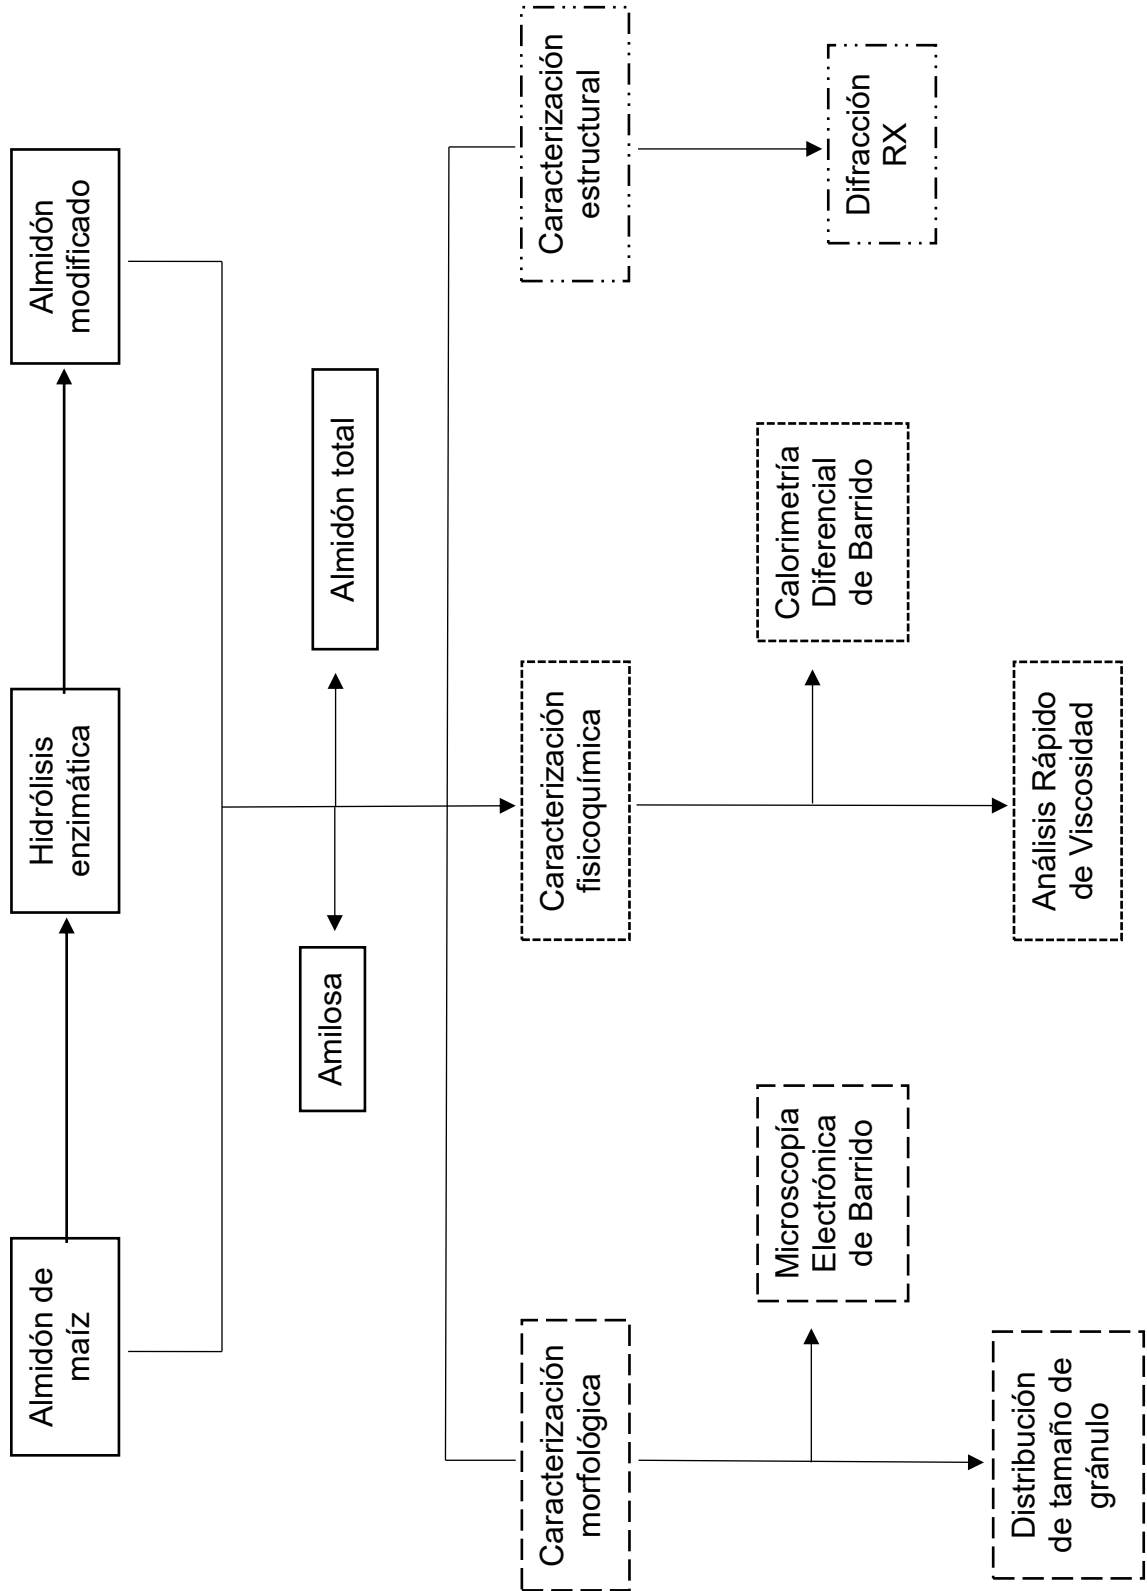 Almidón de
maíz
Hidrólisis
enzimática
Almidón
modificado
Amilosa
Almidón total
Caracterización
morfológica
Caracterización
fisicoquímica
Caracterización
estructural
Microscopía
Electrónica
de Barrido
Calorimetría
Diferencial
de Barrido
Difracción
RX
Distribución
de tamaño de
gránulo
Análisis Rápido
de Viscosidad